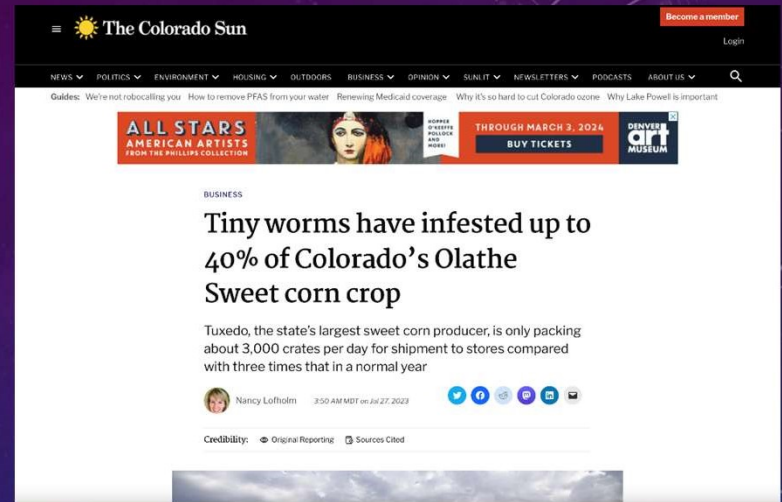 The Colorado Sun
Become a member
Login
NEWS POLITICS ENVIRONMENT HOUSING OUTDOORS BUSINESS OPINION SUNLIT NEWSLETTERS PODCASTS ABOUT US
Guides: We're not robocalling you How to remove PFAS from your water Renewing Medicaid coverage Why it's so hard to cut Colorado ozone Why Lake Powell is important
ALL STARS
AMERICAN ARTISTS
FROM THE PHILLIPS COLLECTION
HOPPER
O'KEEFFE
POLLOCK
AND
MORE!
THROUGH MARCH 3, 2024
BUY TICKETS
DENVER
art
MUSEUM
BUSINESS
Tiny worms have infested up to
40% of Colorado's Olathe
Sweet corn crop
Tuxedo, the state's largest sweet corn producer, is only packing
about 3,000 crates per day for shipment to stores compared
with three times that in a normal year
Nancy Lofholm 3:50 AM MDT on Jul 27, 2023
Credibility: Original Reporting Sources Cited